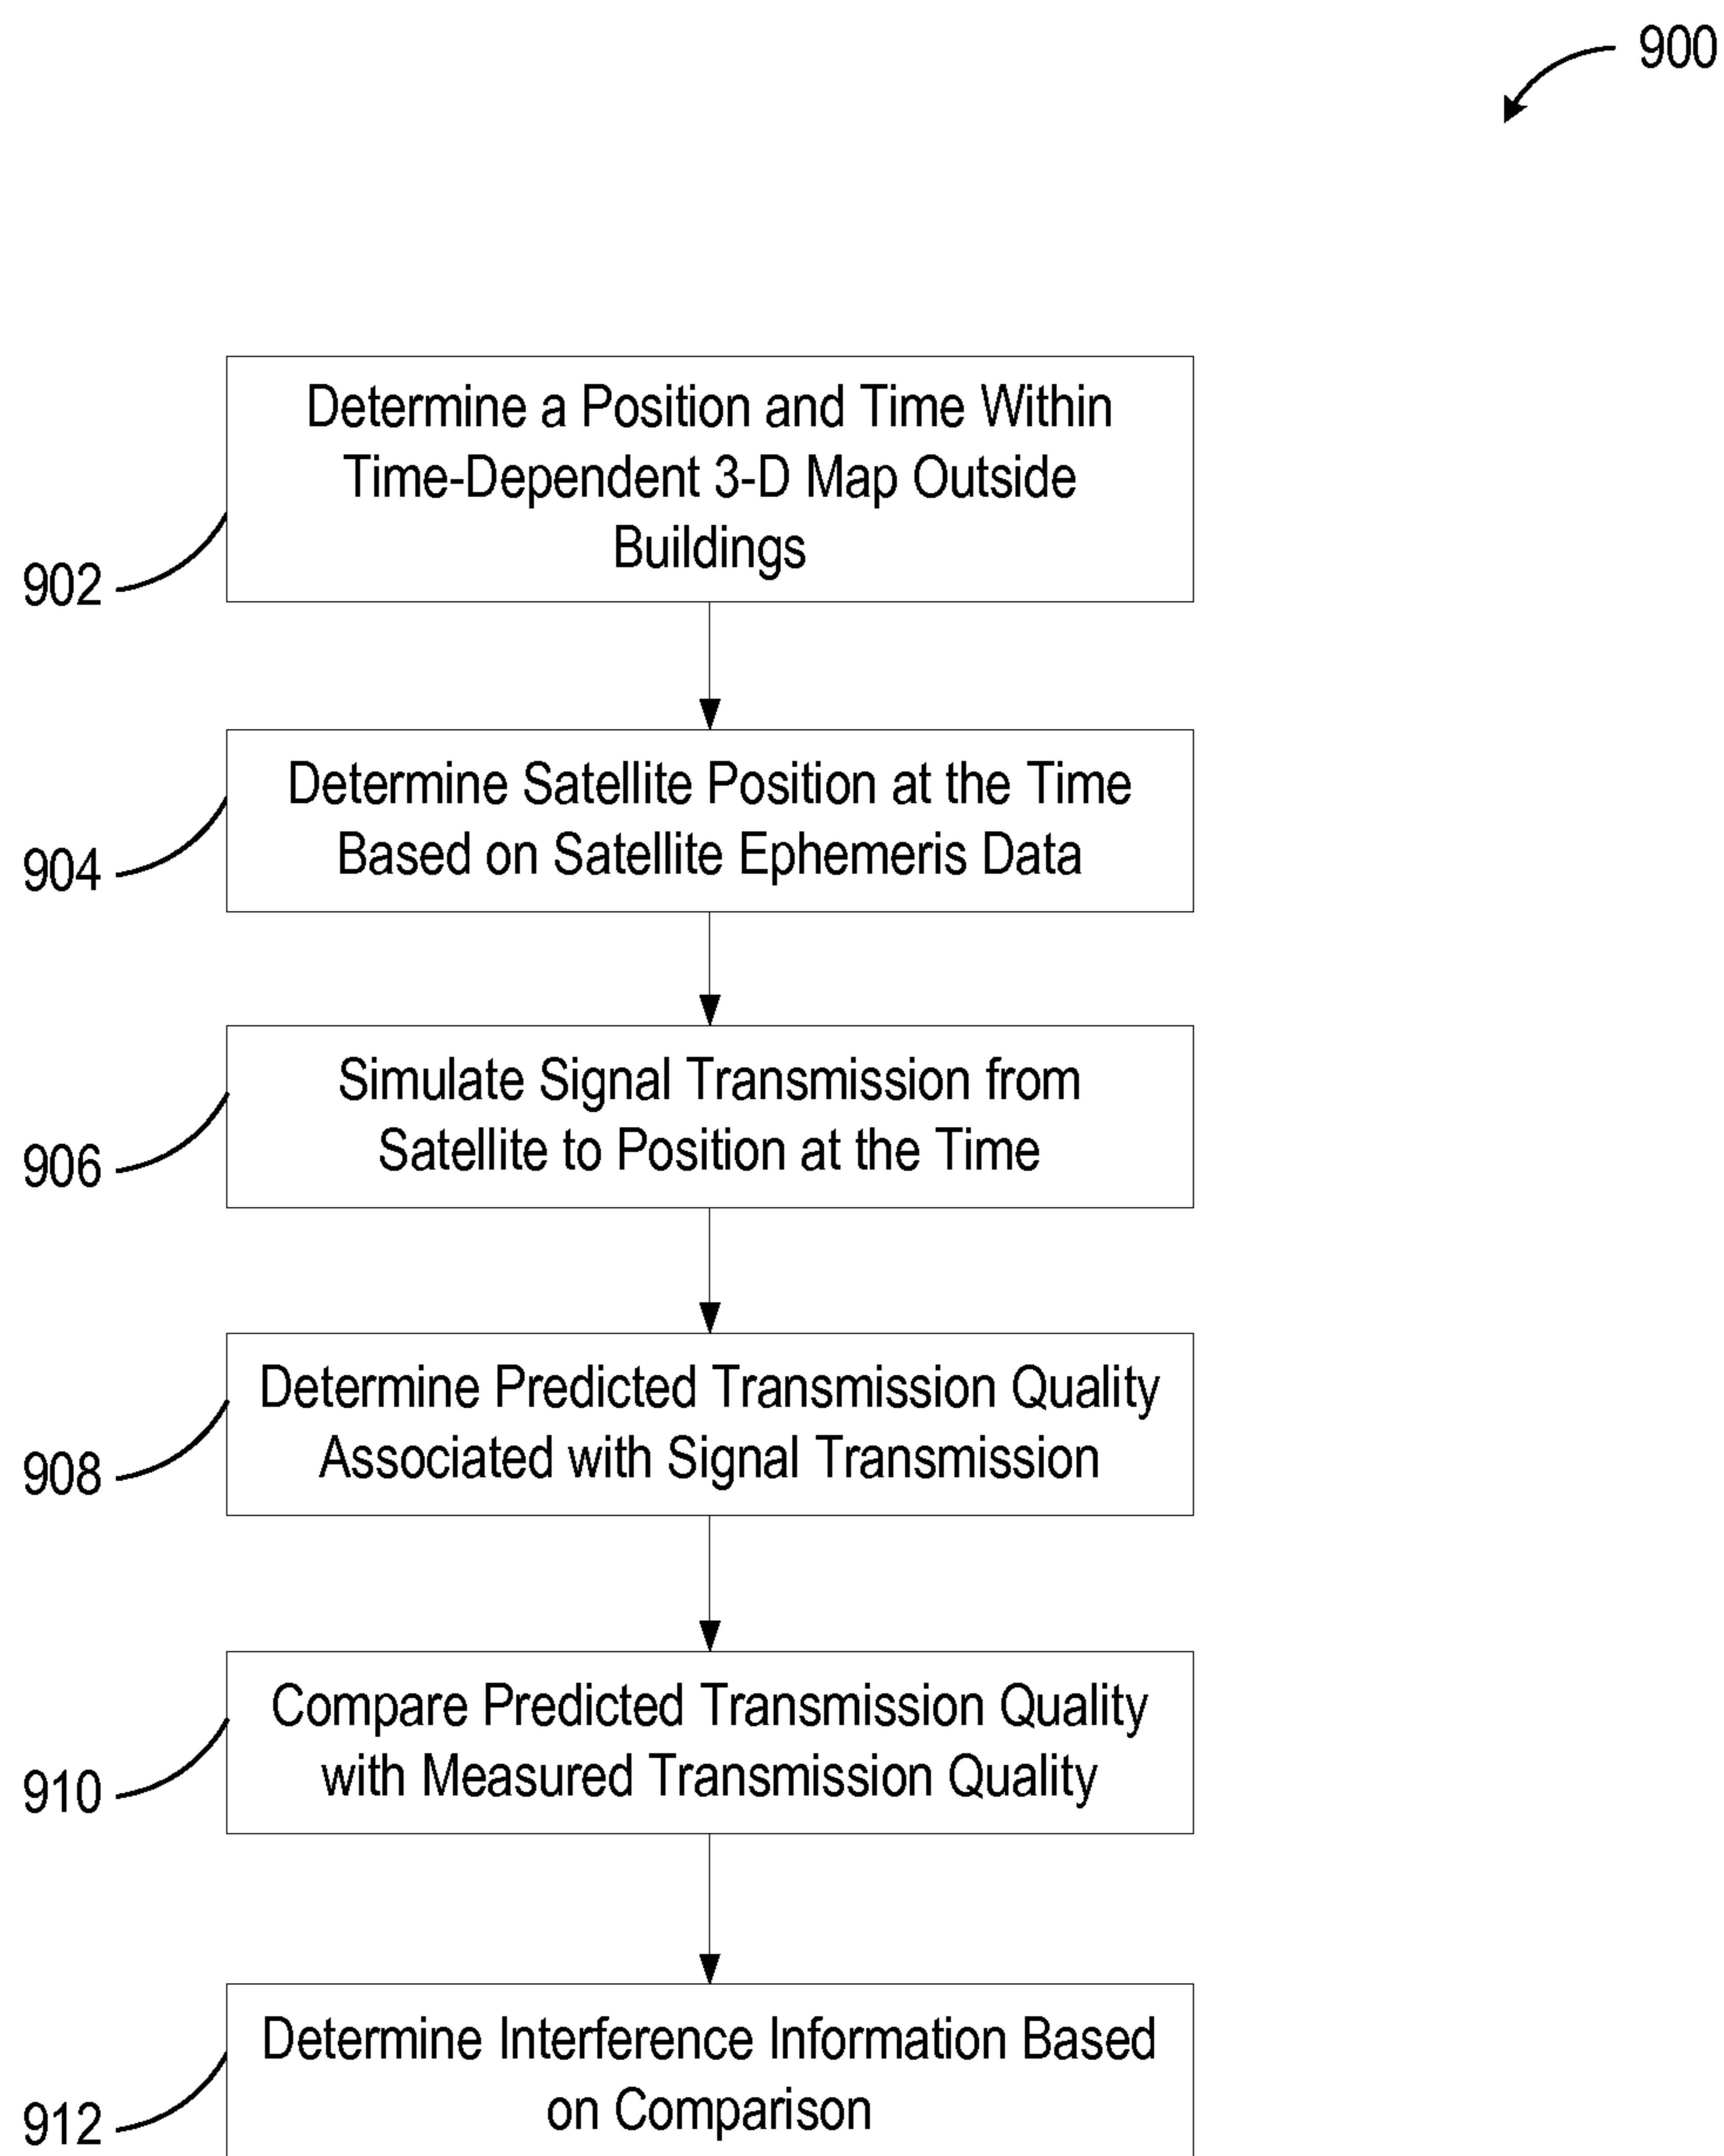 900
Determine a Position and Time Within
Time-Dependent 3-D Map Outside
Buildings
902
Determine Satellite Position at the Time
Based on Satellite Ephemeris Data
904
Simulate Signal Transmission from
Satellite to Position at the Time
906
Determine Predicted Transmission Quality
Associated with Signal Transmission
908
Compare Predicted Transmission Quality
with Measured Transmission Quality
910
Determine Interference Information Based
on Comparison
912